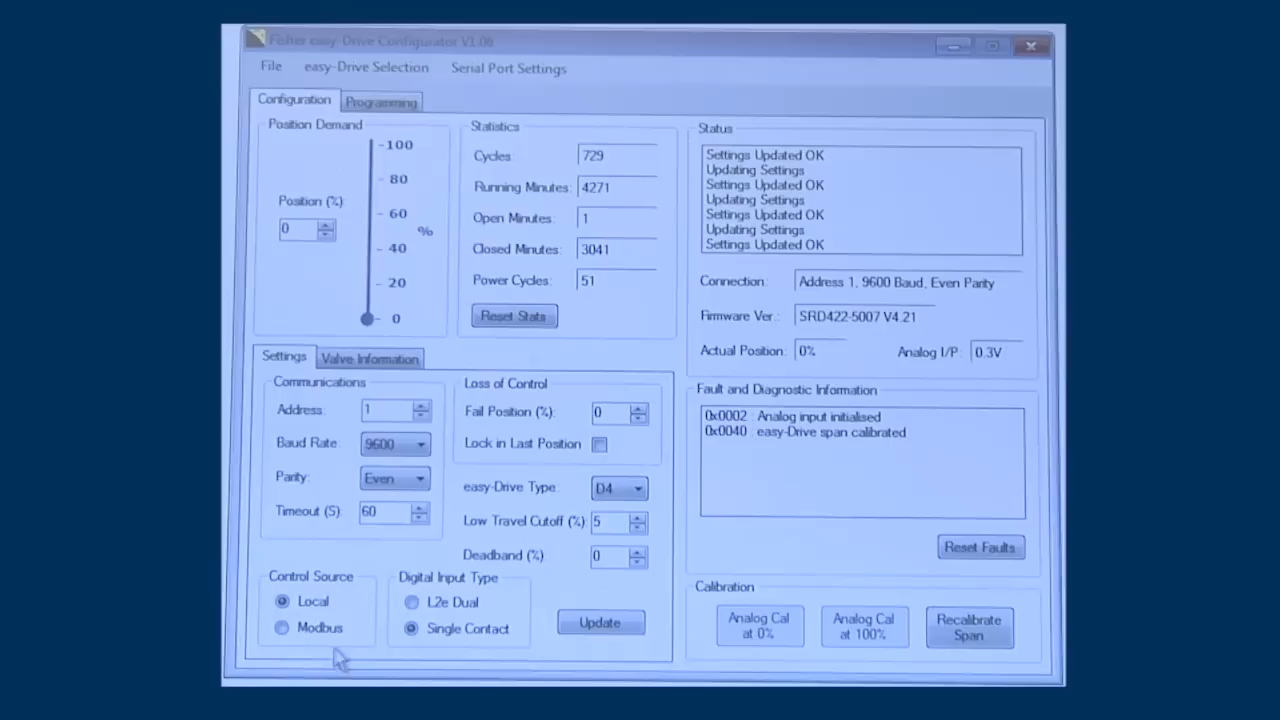 Fisher easy-Drive Configurator V1.06
File easy-Drive Selection Serial Port Settings
Configuration Programming
Position Demand
Position (%):
0
-100
- 80
- 60
%
- 40
- 20
- 0
Statistics
Cycles: 729
Running Minutes: 4271
Open Minutes: 1
Closed Minutes: 3041
Power Cycles: 51
Reset Stats
Status
Settings Updated OK
Updating Settings
Settings Updated OK
Updating Settings
Settings Updated OK
Updating Settings
Settings Updated OK
Connection: Address 1, 9600 Baud, Even Parity
Firmware Ver.: SRD422-5007 V4.21
Actual Position: 0% Analog I/P: 0.3V
Settings Valve Information
Communications
Address: 1
Baud Rate: 9600
Parity: Even
Timeout (S): 60
Loss of Control
Fail Position (%): 0
Lock in Last Position
easy-Drive Type: D4
Low Travel Cutoff (%): 5
Deadband (%): 0
Control Source
Local
Modbus
Digital Input Type
L2e Dual
Single Contact
Update
Fault and Diagnostic Information
0x0002 : Analog input initialised
0x0040 : easy-Drive span calibrated
Reset Faults
Calibration
Analog Cal
at 0%
Analog Cal
at 100%
Recalibrate
Span